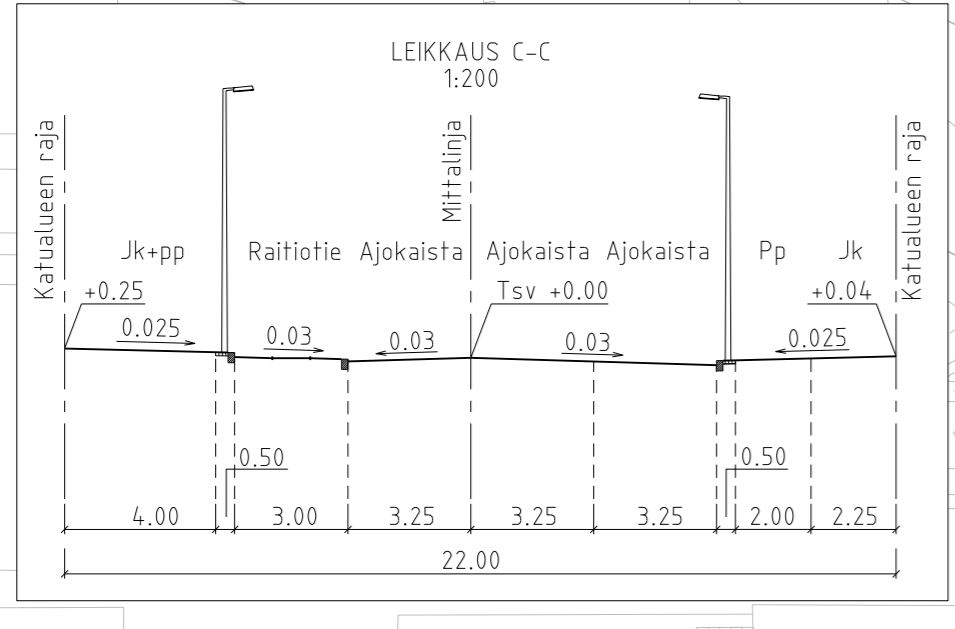 LEIKKAUS C-C
1:200
Katualueen raja
Mittalinja
Katualueen raja
Jk+pp
Raitiotie
Ajokaista
Ajokaista
Ajokaista
Pp
Jk
+0.25
Tsv +0.00
+0.04
0.025
0.03
0.03
0.03
0.025
0.50
0.50
4.00
3.00
3.25
3.25
3.25
2.00
2.25
22.00